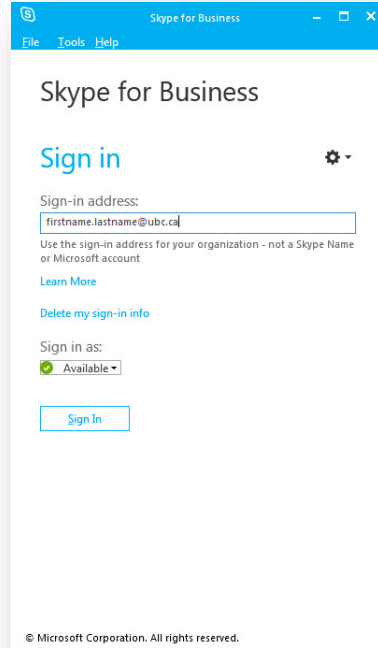 Skype for Business
File Tools Help
Skype for Business
Sign in
Sign-in address:
firstname.lastname@ubc.ca
Use the sign-in address for your organization - not a Skype Name
or Microsoft account
Learn More
Delete my sign-in info
Sign in as:
Available
Sign In
© Microsoft Corporation. All rights reserved.